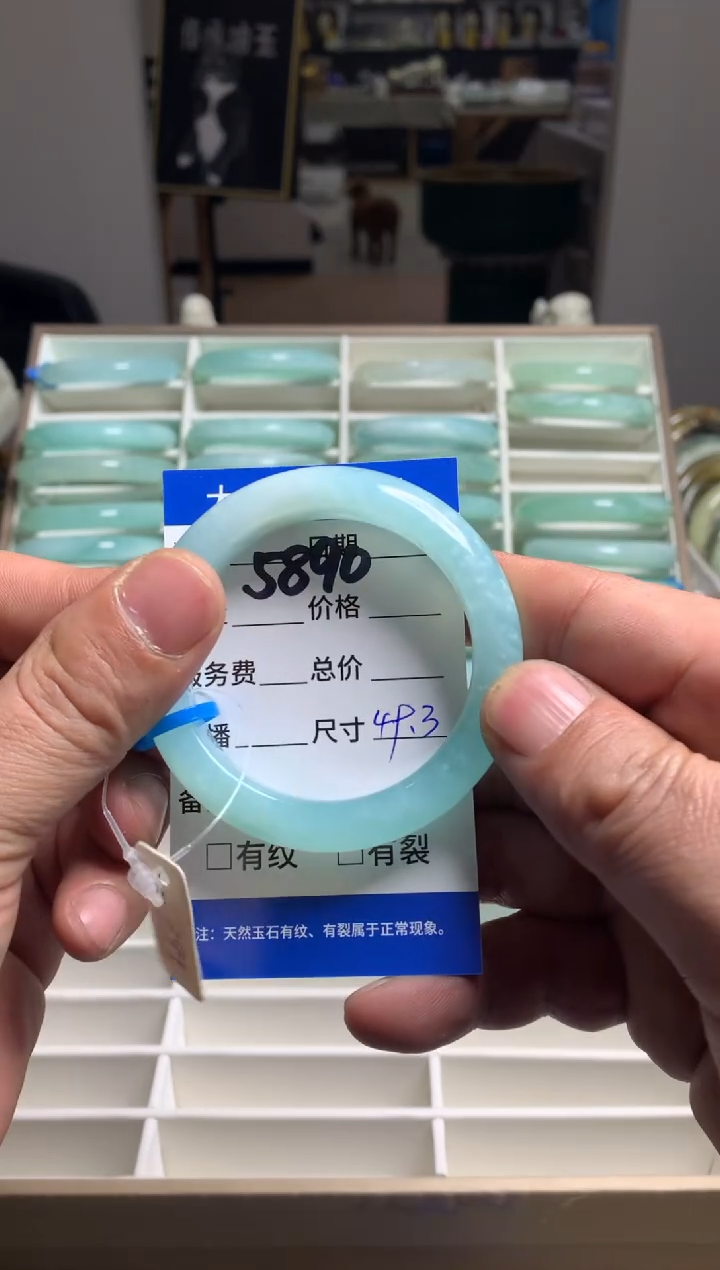 日期
5890
价格
务费 总价
播 尺寸 49.3
备
□有纹 □有裂
注：天然玉石有纹、有裂属于正常现象。